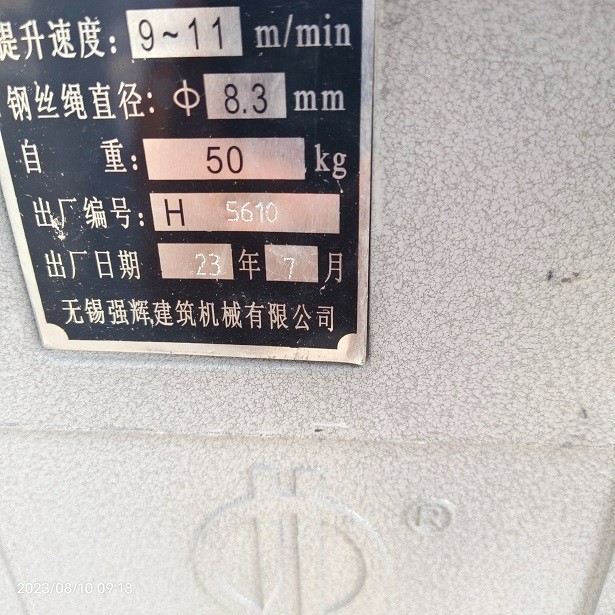 提升速度: 9~11 m/min
钢丝绳直径: Φ 8.3 mm
自 重: 50 kg
出厂编号: H 5610
出厂日期 23 年 7 月
无锡强辉建筑机械有限公司
®
2023/08/10 09:18